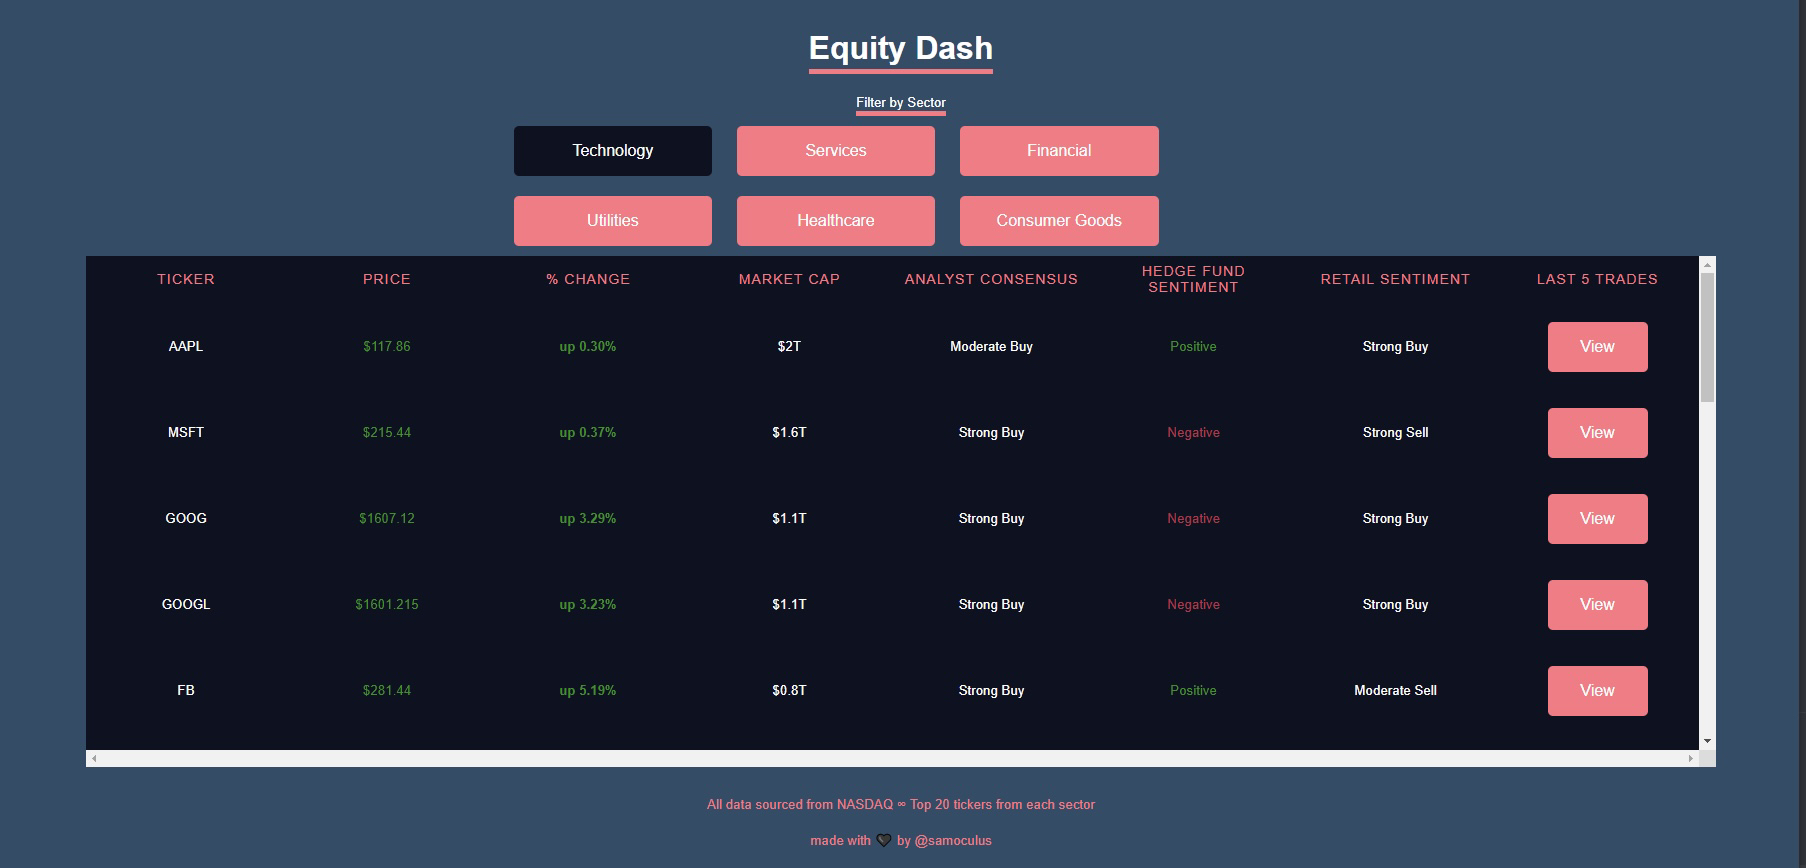 Equity Dash
Filter by Sector
Technology Services Financial
Utilities Healthcare Consumer Goods
TICKER PRICE % CHANGE MARKET CAP ANALYST CONSENSUS HEDGE FUND SENTIMENT RETAIL SENTIMENT LAST 5 TRADES
AAPL $117.86 up 0.30% $2T Moderate Buy Positive Strong Buy View
MSFT $215.44 up 0.37% $1.6T Strong Buy Negative Strong Sell View
GOOG $1607.12 up 3.29% $1.1T Strong Buy Negative Strong Buy View
GOOGL $1601.215 up 3.23% $1.1T Strong Buy Negative Strong Buy View
FB $281.44 up 5.19% $0.8T Strong Buy Positive Moderate Sell View
All data sourced from NASDAQ ∞ Top 20 tickers from each sector
made with 🖤 by @samoculus